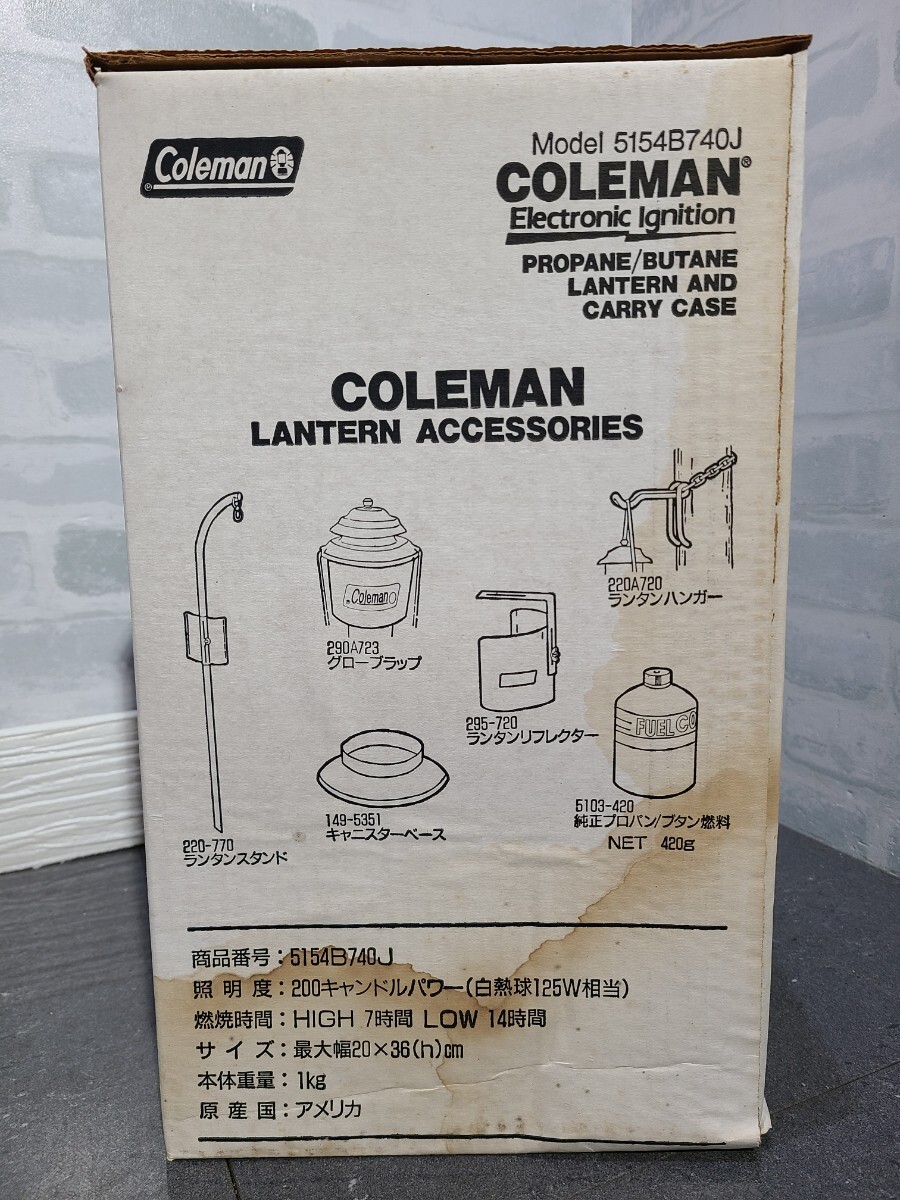 Coleman
Model 5154B740J
COLEMAN®
Electronic Ignition
PROPANE/BUTANE
LANTERN AND
CARRY CASE
COLEMAN
LANTERN ACCESSORIES
220A720
ランタンハンガー
Coleman
290A723
グローブラップ
295-720
ランタンリフレクター
FUEL CO
149-5351
キャニスターベース
5103-420
純正プロパン/ブタン燃料
NET 420g
220-770
ランタンスタンド
商品番号:5154B740J
照明度:200キャンドルパワー(白熱球125W相当)
燃焼時間:HIGH 7時間 LOW 14時間
サイズ:最大幅20×36(h)cm
本体重量:1kg
原産国:アメリカ